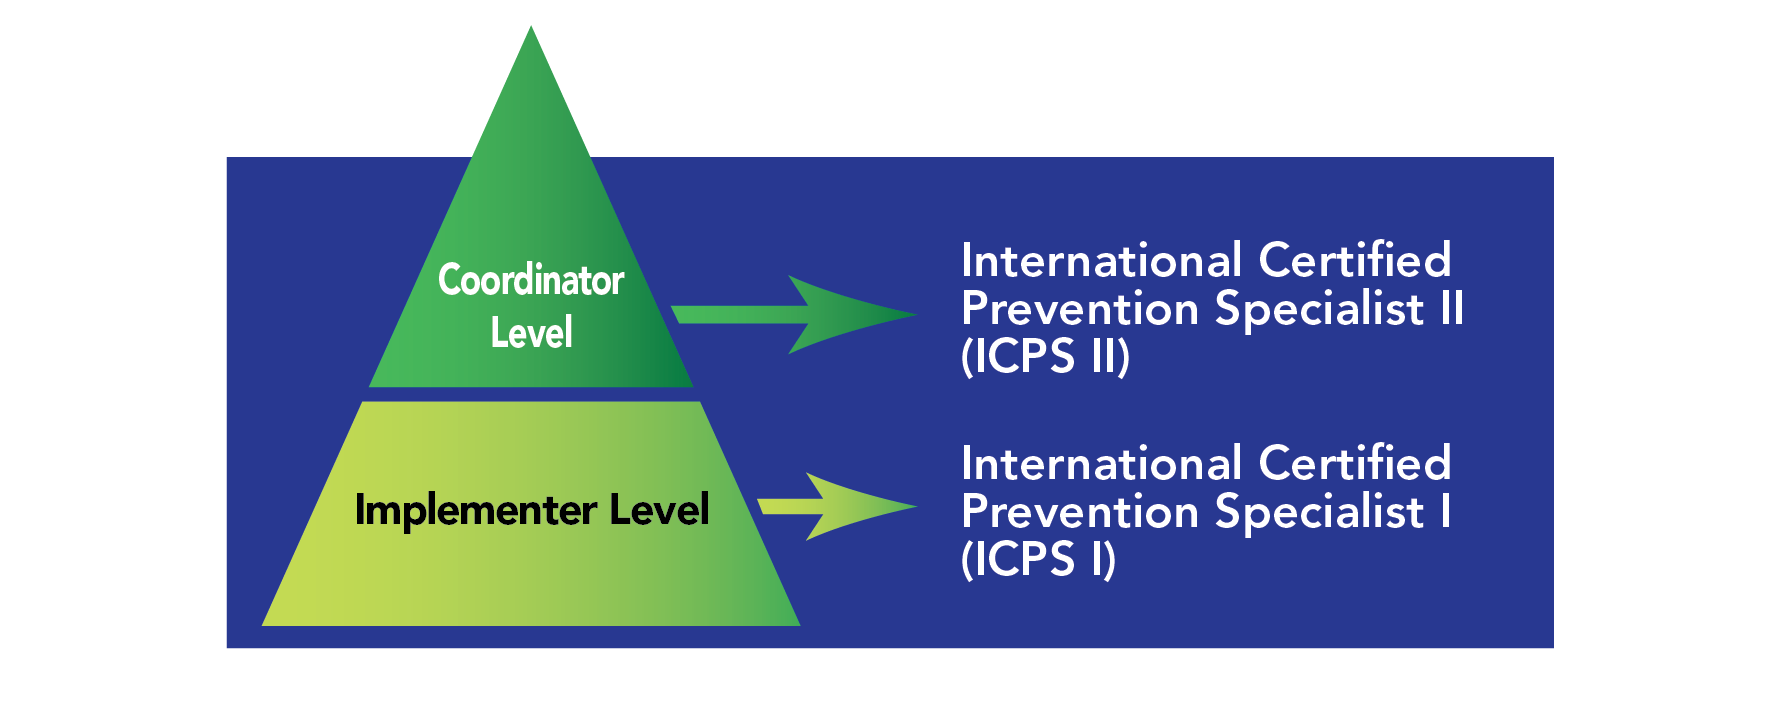 Coordinator
Level
International Certified
Prevention Specialist II
(ICPS II)
Implementer Level
International Certified
Prevention Specialist I
(ICPS I)